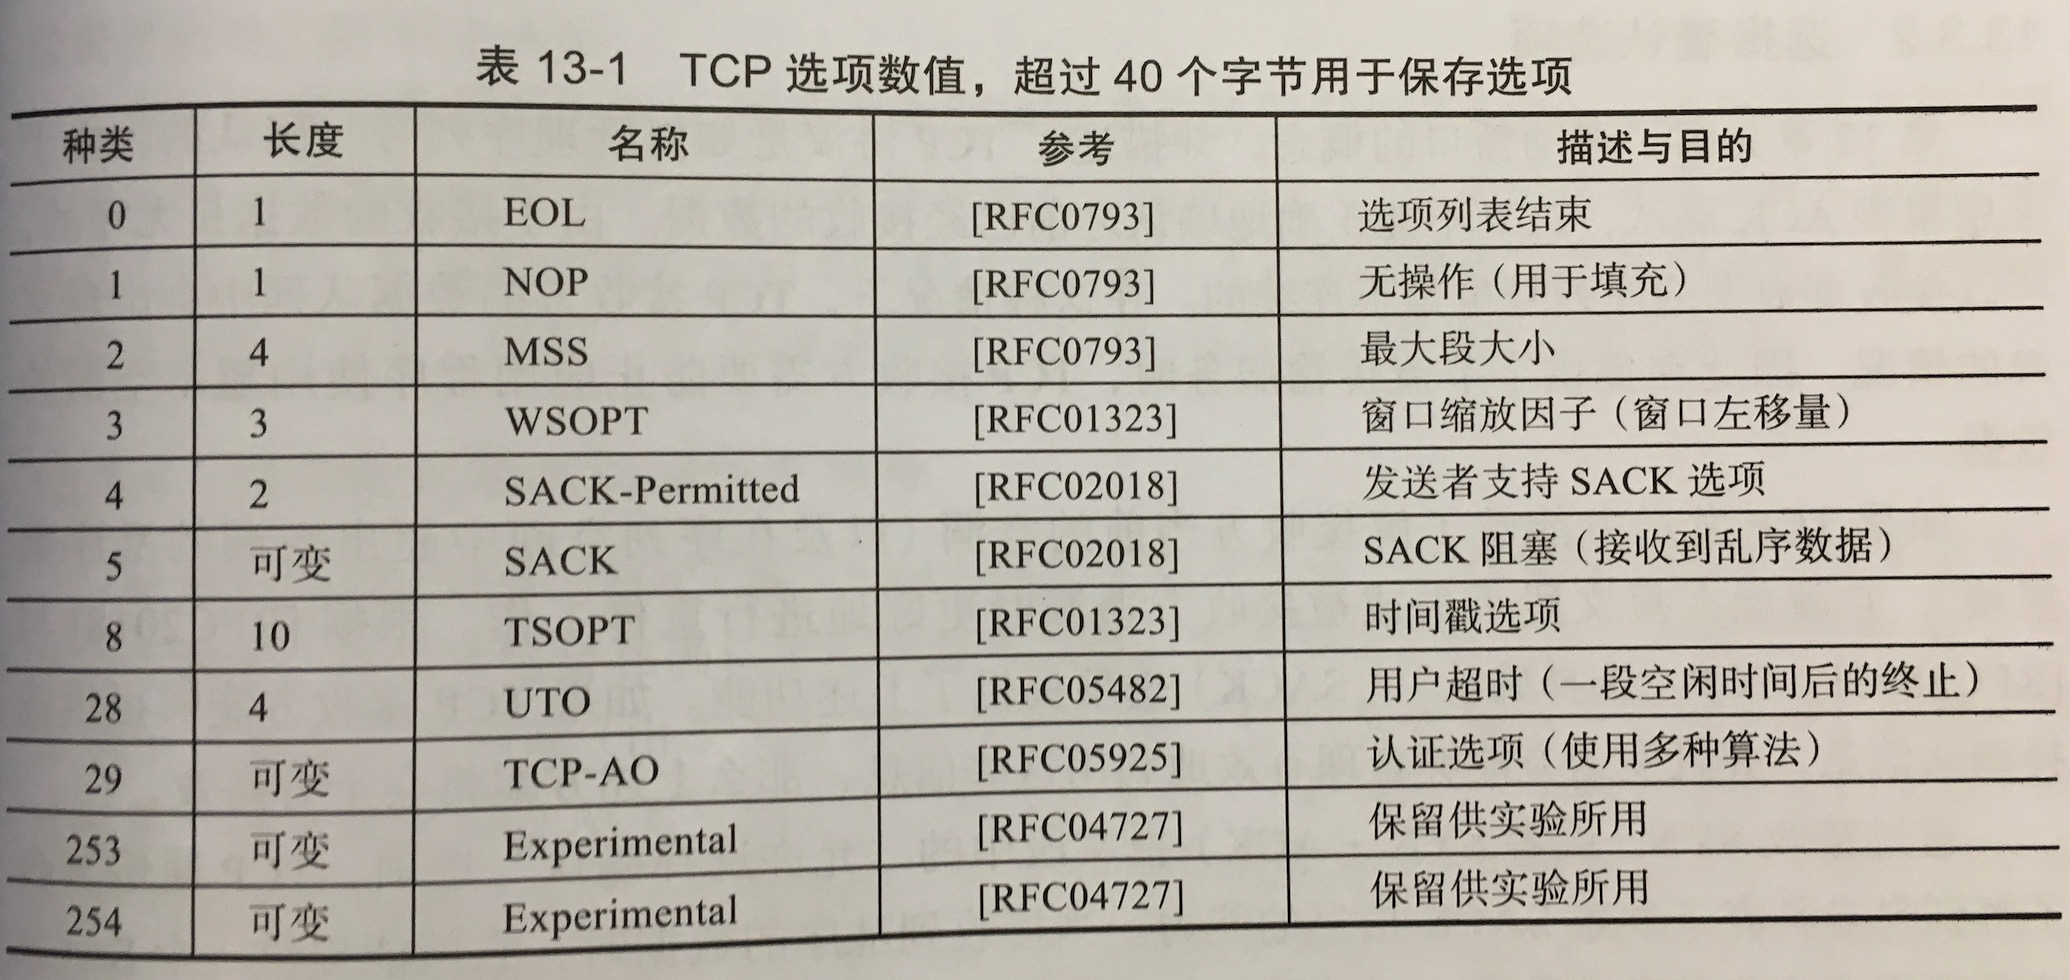 表 13-1 TCP 选项数值，超过 40 个字节用于保存选项
种类 长度 名称 参考 描述与目的
0 1 EOL [RFC0793] 选项列表结束
1 1 NOP [RFC0793] 无操作（用于填充）
2 4 MSS [RFC0793] 最大段大小
3 3 WSOPT [RFC01323] 窗口缩放因子（窗口左移量）
4 2 SACK-Permitted [RFC02018] 发送者支持 SACK 选项
5 可变 SACK [RFC02018] SACK 阻塞（接收到乱序数据）
8 10 TSOPT [RFC01323] 时间戳选项
28 4 UTO [RFC05482] 用户超时（一段空闲时间后的终止）
29 可变 TCP-AO [RFC05925] 认证选项（使用多种算法）
253 可变 Experimental [RFC04727] 保留供实验所用
254 可变 Experimental [RFC04727] 保留供实验所用